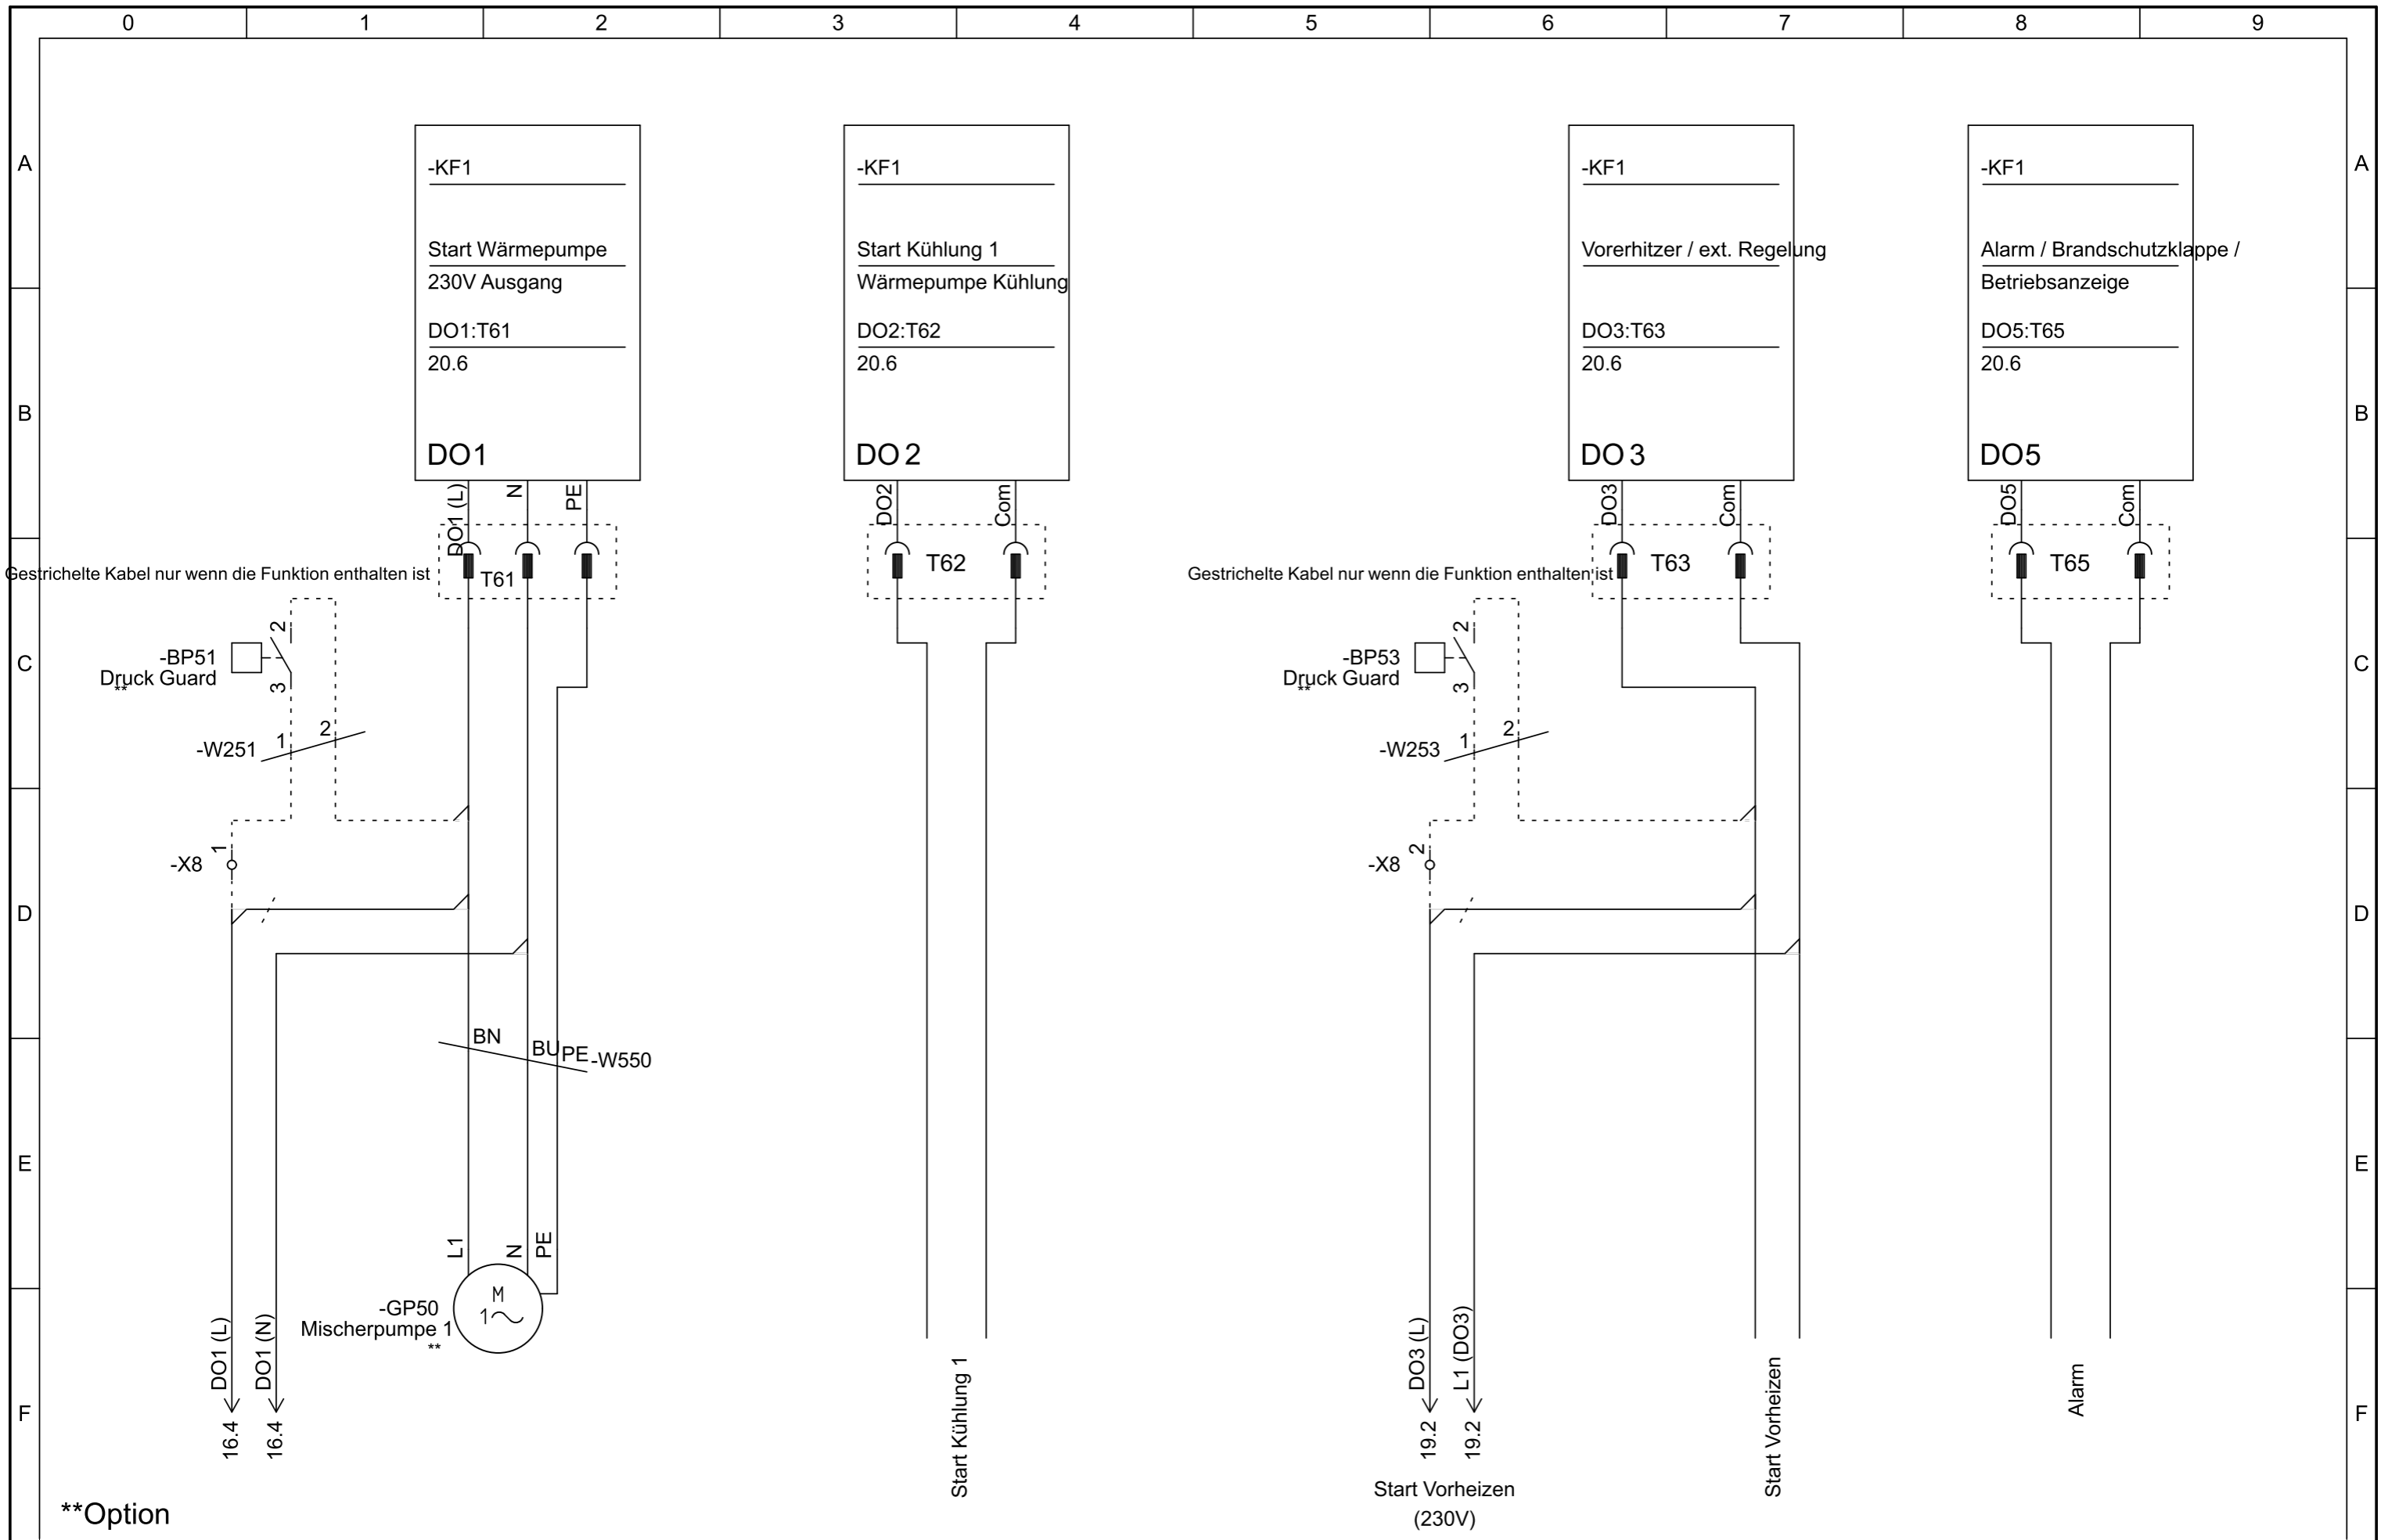 0 1 2 3 4 5 6 7 8 9
A
A
-KF1
Start Wärmepumpe
230V Ausgang
DO1:T61
20.6
DO1
-KF1
Start Kühlung 1
Wärmepumpe Kühlung
DO2:T62
20.6
DO 2
-KF1
Vorerhitzer / ext. Regelung
DO3:T63
20.6
DO 3
-KF1
Alarm / Brandschutzklappe /
Betriebsanzeige
DO5:T65
20.6
DO5
B
B
DO1 (L)
N
PE
DO2
Com
DO3
Com
DO5
Com
Gestrichelte Kabel nur wenn die Funktion enthalten ist
T61
T62
Gestrichelte Kabel nur wenn die Funktion enthalten ist
T63
T65
C
C
-BP51
Druck Guard
**
2
3
-W251
1
2
-BP53
Druck Guard
**
2
3
-W253
1
2
-X8
1
-X8
2
D
D
BN
BU
PE
-W550
E
E
L1
N
PE
-GP50
Mischerpumpe 1
**
M
1
F
F
DO1 (L)
DO1 (N)
16.4
16.4
Start Kühlung 1
DO3 (L)
L1 (DO3)
19.2
19.2
Start Vorheizen
(230V)
Start Vorheizen
Alarm
**Option